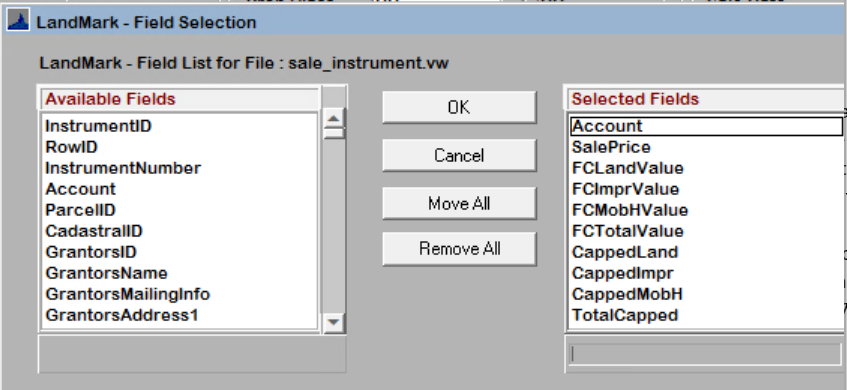 LandMark - Field Selection
LandMark - Field List for File : sale_instrument.vw
Available Fields
InstrumentID
RowID
InstrumentNumber
Account
ParcelID
CadastralID
GrantorsID
GrantorsName
GrantorsMailingInfo
GrantorsAddress1
OK
Cancel
Move All
Remove All
Selected Fields
Account
SalePrice
FCLandValue
FCImprValue
FCMobHValue
FCTotalValue
CappedLand
CappedImpr
CappedMobH
TotalCapped